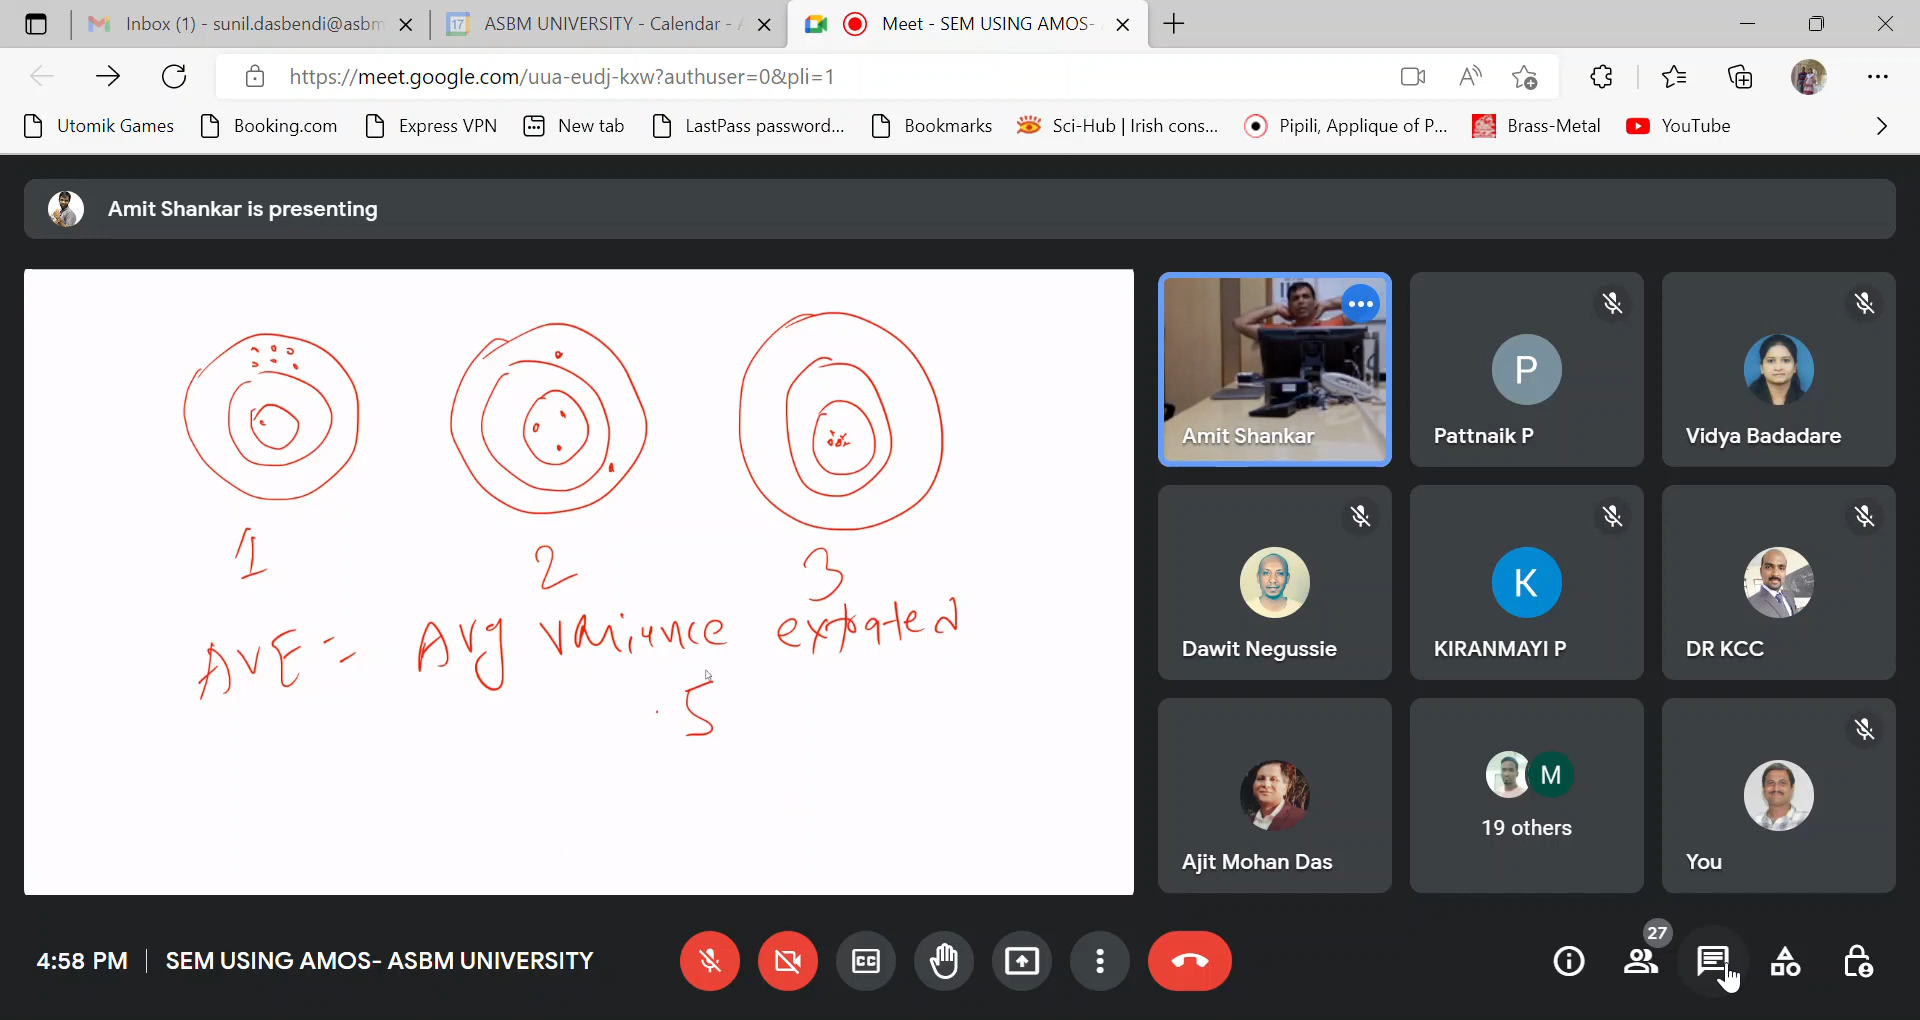 Inbox (1) - sunil.dasbendi@asbm
ASBM UNIVERSITY - Calendar -
Meet - SEM USING AMOS-
https://meet.google.com/uua-eudj-kxw?authuser=0&pli=1
Utomik Games
Booking.com
Express VPN
New tab
LastPass password...
Bookmarks
Sci-Hub | Irish cons...
Pipili, Applique of P...
Brass-Metal
YouTube
Amit Shankar is presenting
1 2 3
AVE = Avg variance extrated
.5
Amit Shankar
P
Pattnaik P
Vidya Badadare
Dawit Negussie
K
KIRANMAYI P
DR KCC
Ajit Mohan Das
M
19 others
You
4:58 PM | SEM USING AMOS- ASBM UNIVERSITY
CC
27